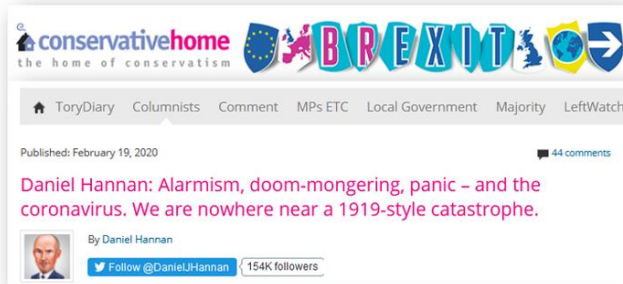 conservativehome
the home of conservatism
BREXIT
ToryDiary Columnists Comment MPs ETC Local Government Majority LeftWatch
Published: February 19, 2020
44 comments
Daniel Hannan: Alarmism, doom-mongering, panic – and the
coronavirus. We are nowhere near a 1919-style catastrophe.
By Daniel Hannan
Follow @DanielJHannan 154K followers